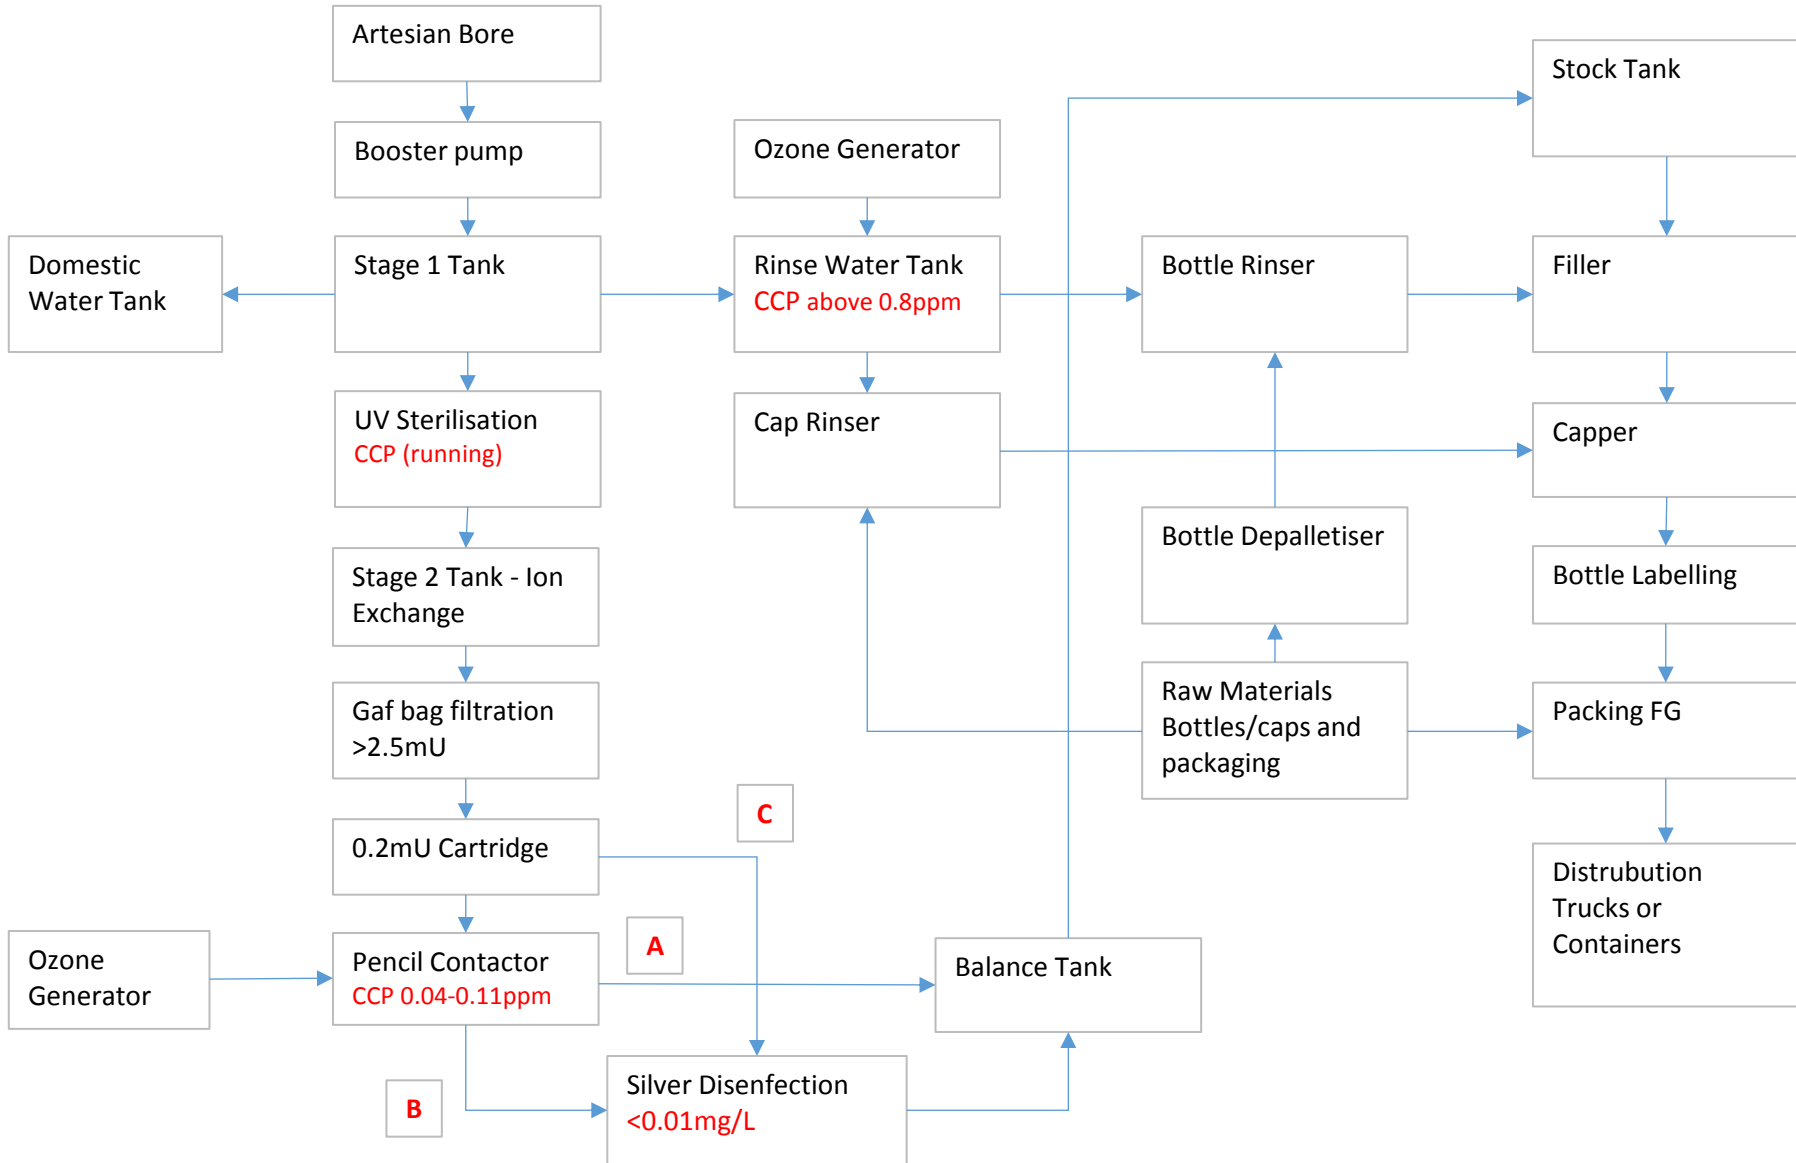 Artesian Bore
Stock Tank
Booster pump
Ozone Generator
Domestic
Water Tank
Stage 1 Tank
Rinse Water Tank
CCP above 0.8ppm
Bottle Rinser
Filler
UV Sterilisation
CCP (running)
Cap Rinser
Capper
Stage 2 Tank - Ion
Exchange
Bottle Depalletiser
Bottle Labelling
Gaf bag filtration
>2.5mU
Raw Materials
Bottles/caps and
packaging
Packing FG
C
0.2mU Cartridge
Distrubution
Trucks or
Containers
Ozone
Generator
Pencil Contactor
CCP 0.04-0.11ppm
A
Balance Tank
B
Silver Disenfection
<0.01mg/L